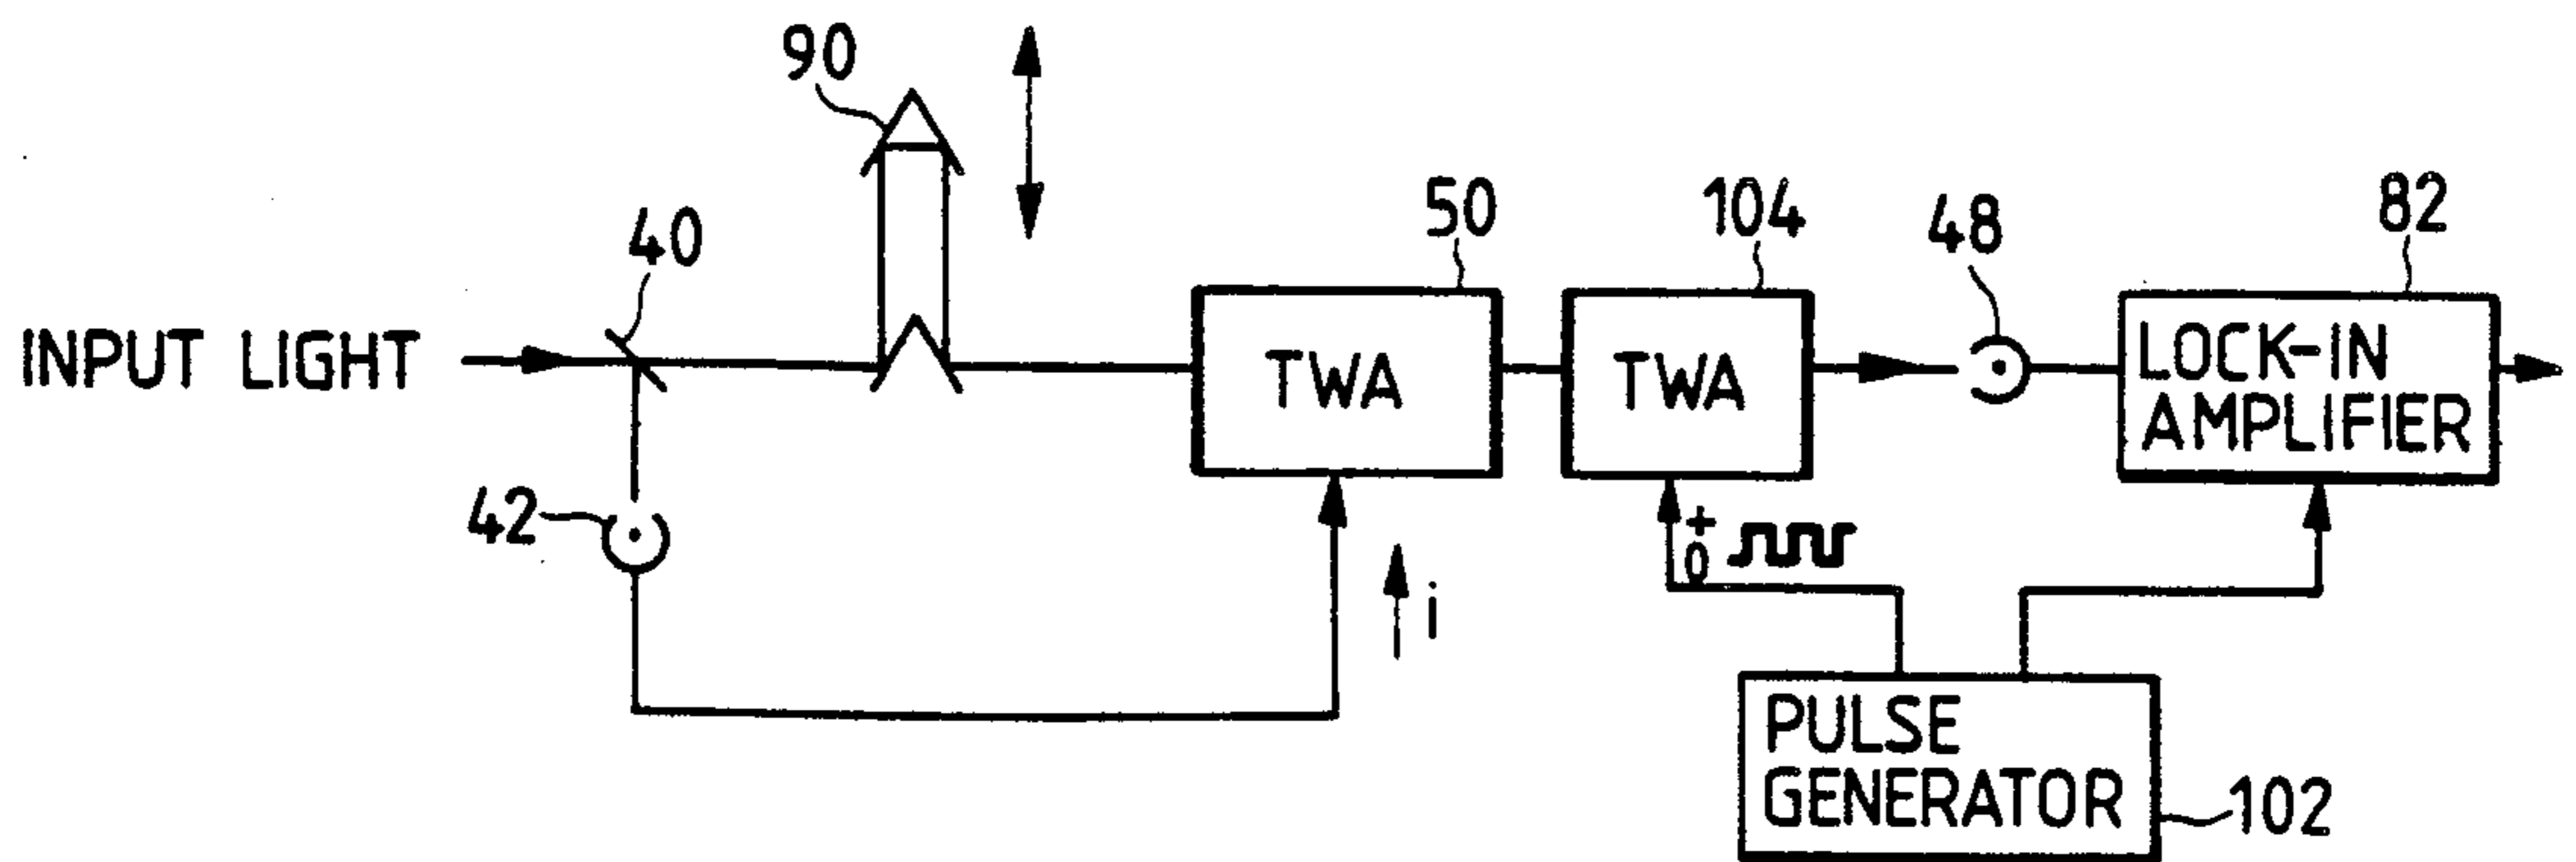 90
40
50
104
48
82
INPUT LIGHT
TWA
TWA
LOCK-IN
AMPLIFIER
42
+
0
i
PULSE
GENERATOR
102